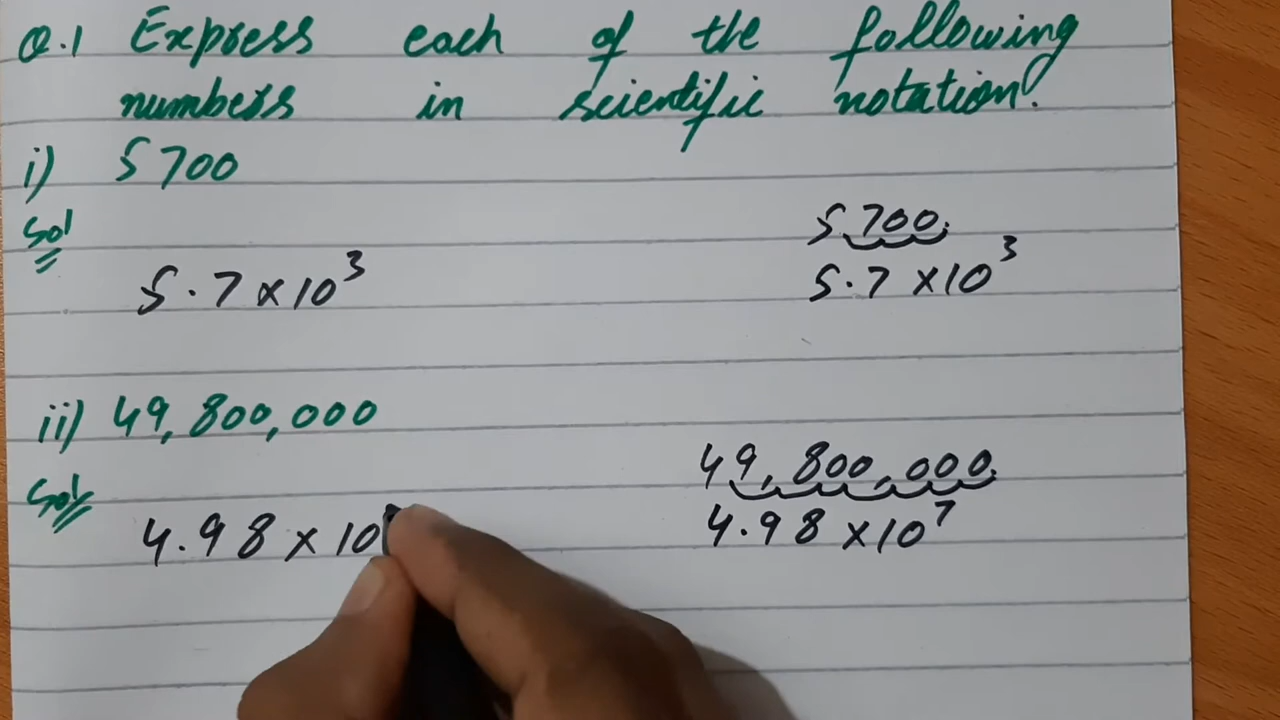 Q.1 Express each of the following
numbers in scientific notation.
i) 5700
Sol
5700.
5.7 × 10³
5.7 × 10³
ii) 49,800,000
Sol
49,800,000.
4.98 × 10⁷
4.98 × 10